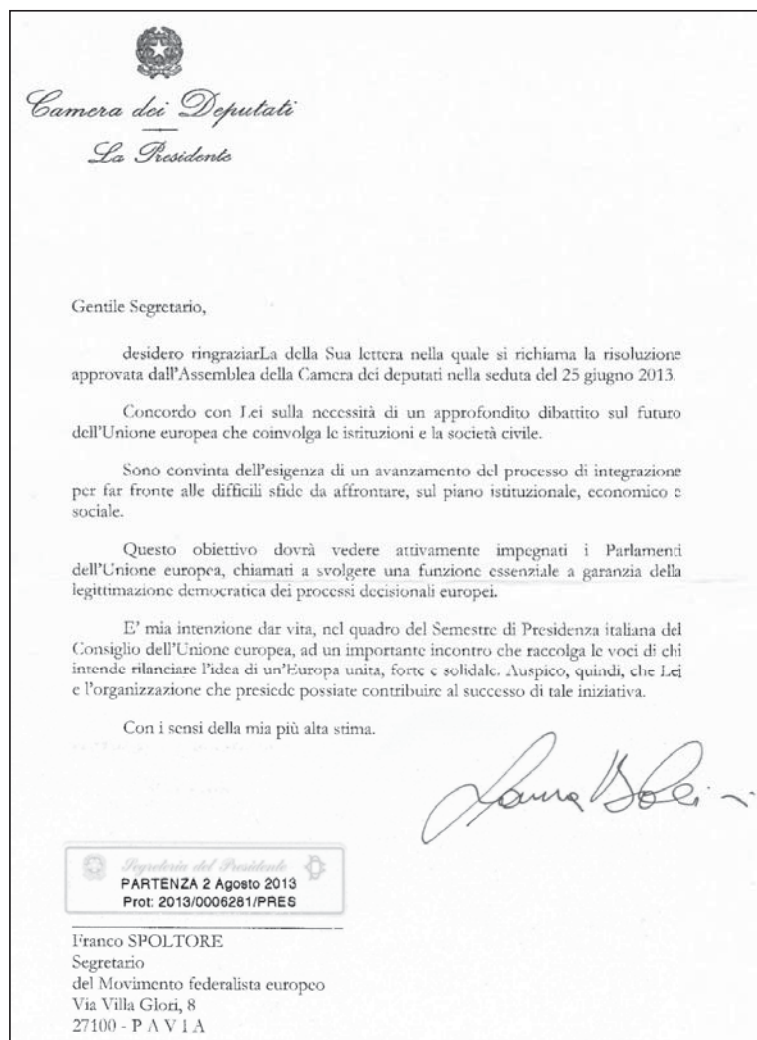 Camera dei Deputati
La Presidente
Gentile Segretario,
desidero ringraziarLa della Sua lettera nella quale si richiama la risoluzione
approvata dall'Assemblea della Camera dei deputati nella seduta del 25 giugno 2013.
Concordo con Lei sulla necessità di un approfondito dibattito sul futuro
dell'Unione europea che coinvolga le istituzioni e la società civile.
Sono convinta dell'esigenza di un avanzamento del processo di integrazione
per far fronte alle difficili sfide da affrontare, sul piano istituzionale, economico e
sociale.
Questo obiettivo dovrà vedere attivamente impegnati i Parlamenti
dell'Unione europea, chiamati a svolgere una funzione essenziale a garanzia della
legittimazione democratica dei processi decisionali europei.
E' mia intenzione dar vita, nel quadro del Semestre di Presidenza italiana del
Consiglio dell'Unione europea, ad un importante incontro che raccolga le voci di chi
intende rilanciare l'idea di un'Europa unita, forte e solidale. Auspico, quindi, che Lei
e l'organizzazione che presiede possiate contribuire al successo di tale iniziativa.
Con i sensi della mia più alta stima.
Laura
Segreteria del Presidente
PARTENZA 2 Agosto 2013
Prot: 2013/0006281/PRES
Franco SPOLTORE
Segretario
del Movimento federalista europeo
Via Villa Glori, 8
27100 - P A V I A